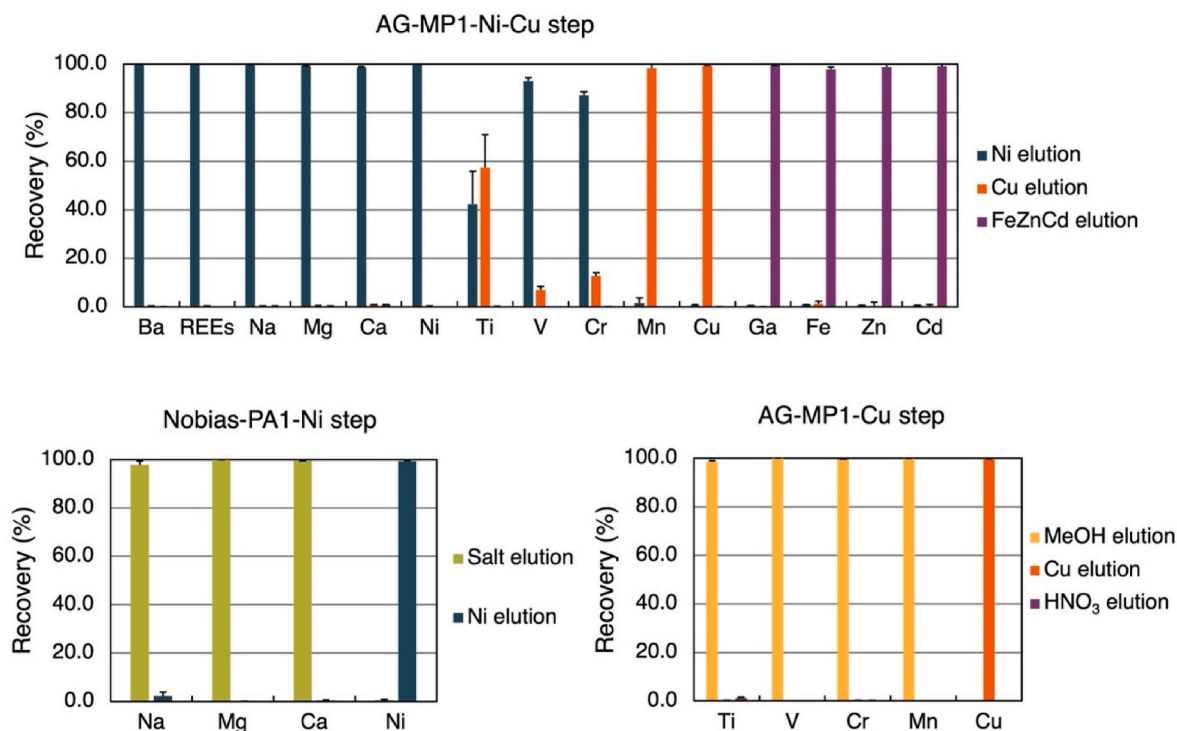 AG-MP1-Ni-Cu step
100.0
80.0
60.0
40.0
20.0
0.0
Recovery (%)
Ba REEs Na Mg Ca Ni Ti V Cr Mn Cu Ga Fe Zn Cd
Ni elution
Cu elution
FeZnCd elution
Nobias-PA1-Ni step
100.0
80.0
60.0
40.0
20.0
0.0
Recovery (%)
Na Mg Ca Ni
Salt elution
Ni elution
AG-MP1-Cu step
100.0
80.0
60.0
40.0
20.0
0.0
Recovery (%)
Ti V Cr Mn Cu
MeOH elution
Cu elution
HNO₃ elution